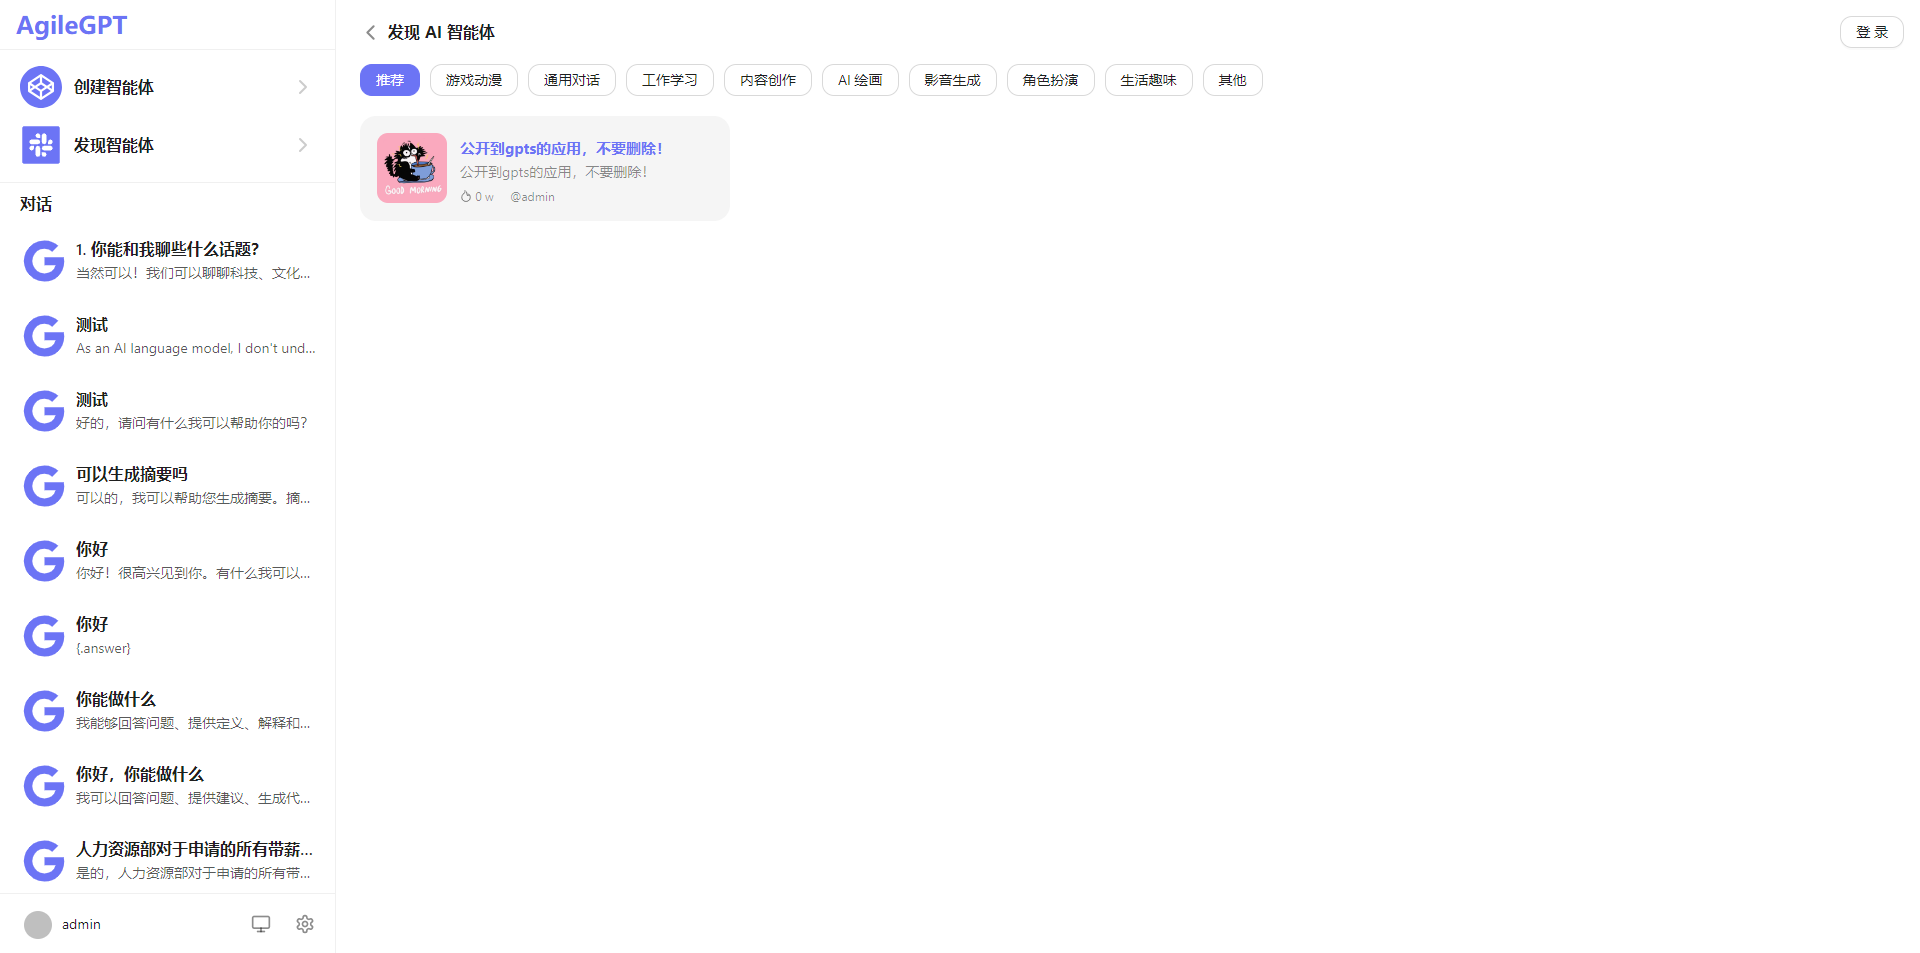 AgileGPT
创建智能体
发现智能体
对话
1. 你能和我聊些什么话题?
当然可以！我们可以聊聊科技、文化...
测试
As an AI language model, I don't und...
测试
好的，请问有什么我可以帮助你的吗？
可以生成摘要吗
可以的，我可以帮助您生成摘要。摘...
你好
你好！很高兴见到你。有什么我可以...
你好
{.answer}
你能做什么
我能够回答问题、提供定义、解释和...
你好，你能做什么
我可以回答问题、提供建议、生成代...
人力资源部对于申请的所有带薪...
是的，人力资源部对于申请的所有带...
admin
发现 AI 智能体
登 录
推荐
游戏动漫
通用对话
工作学习
内容创作
AI 绘画
影音生成
角色扮演
生活趣味
其他
GOOD MORNING
公开到gpts的应用，不要删除！
公开到gpts的应用，不要删除！
0 w @admin